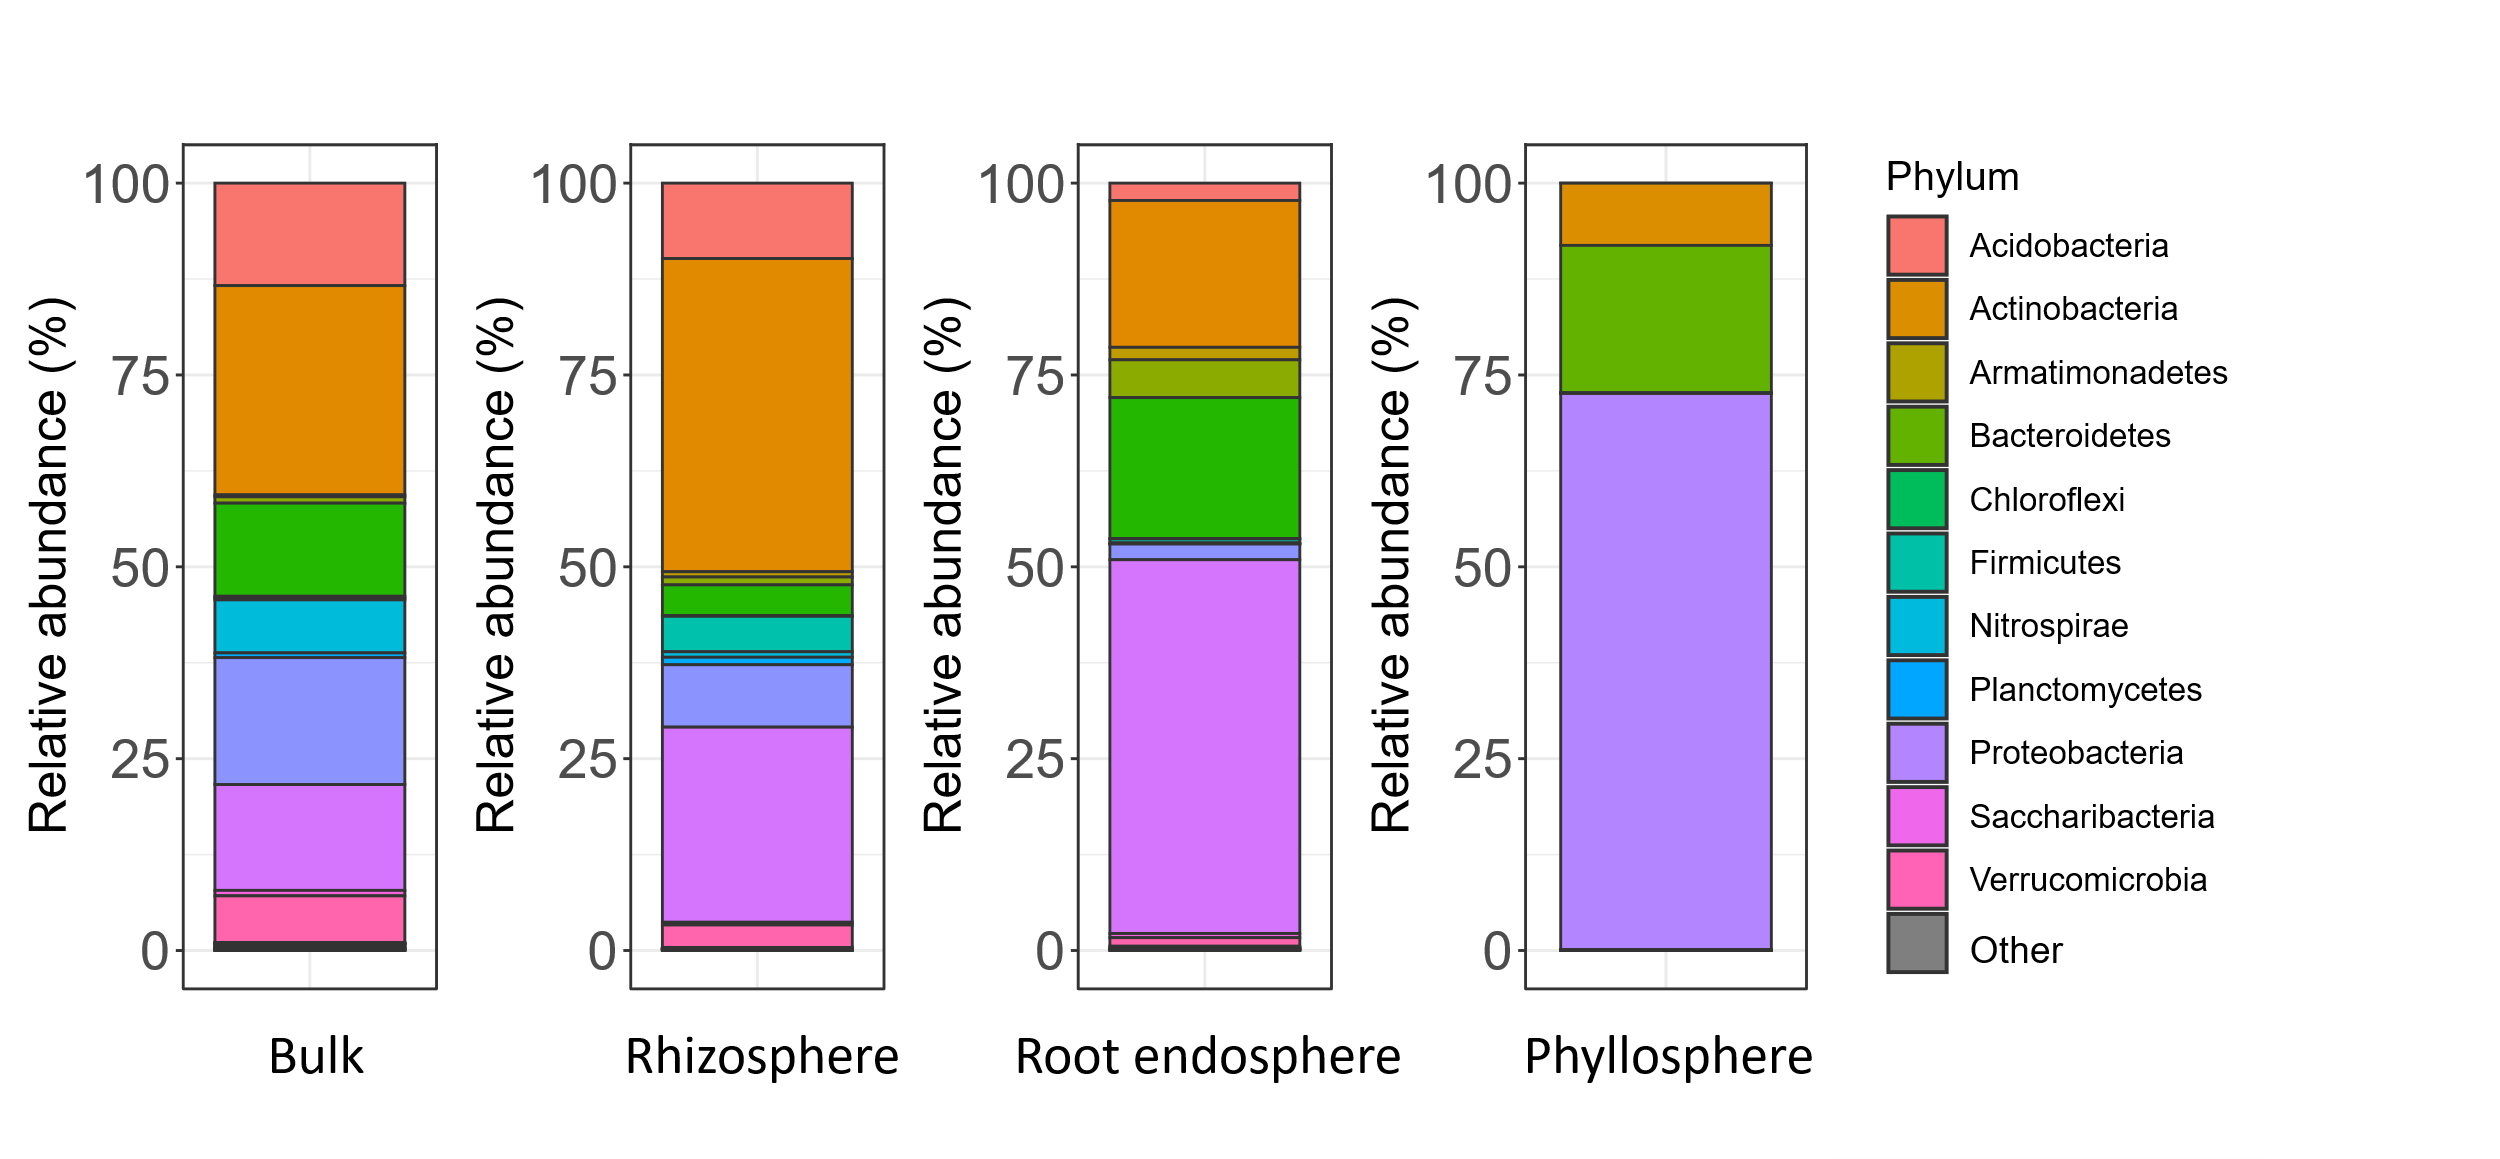 Relative abundance (%)
100
75
50
25
0
Bulk
Relative abundance (%)
100
75
50
25
0
Rhizosphere
Relative abundance (%)
100
75
50
25
0
Root endosphere
Relative abundance (%)
100
75
50
25
0
Phyllosphere
Phylum
Acidobacteria
Actinobacteria
Armatimonadetes
Bacteroidetes
Chloroflexi
Firmicutes
Nitrospirae
Planctomycetes
Proteobacteria
Saccharibacteria
Verrucomicrobia
Other